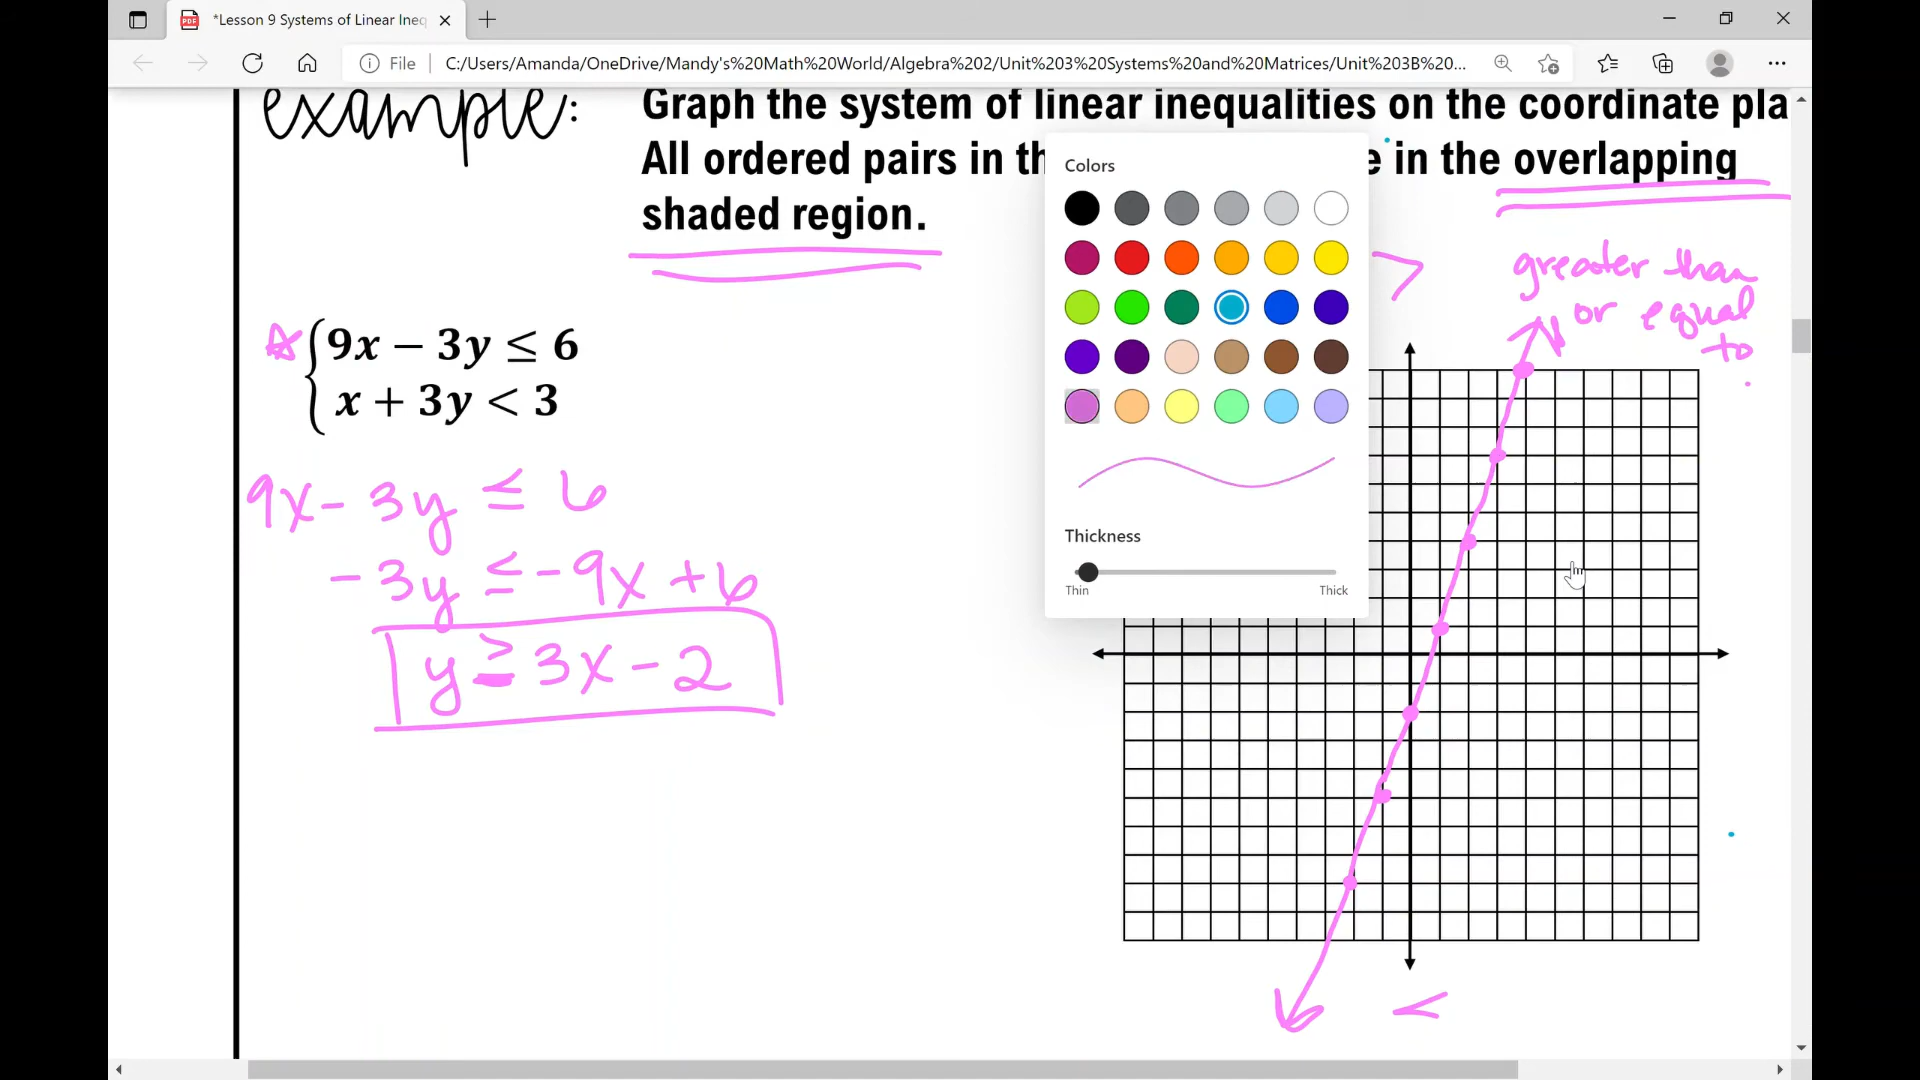 *Lesson 9 Systems of Linear Ineq
File
C:/Users/Amanda/OneDrive/Mandy's%20Math%20World/Algebra%202/Unit%203%20Systems%20and%20Matrices/Unit%203B%20...
example:
Graph the system of linear inequalities on the coordinate pla
All ordered pairs in th
e in the overlapping
shaded region.
Colors
Thickness
Thin
Thick
>
greater than
or equal
to
9x − 3y ≤ 6
x + 3y < 3
9x - 3y ≤ 6
-3y ≤ -9x + 6
y ≥ 3x - 2
<